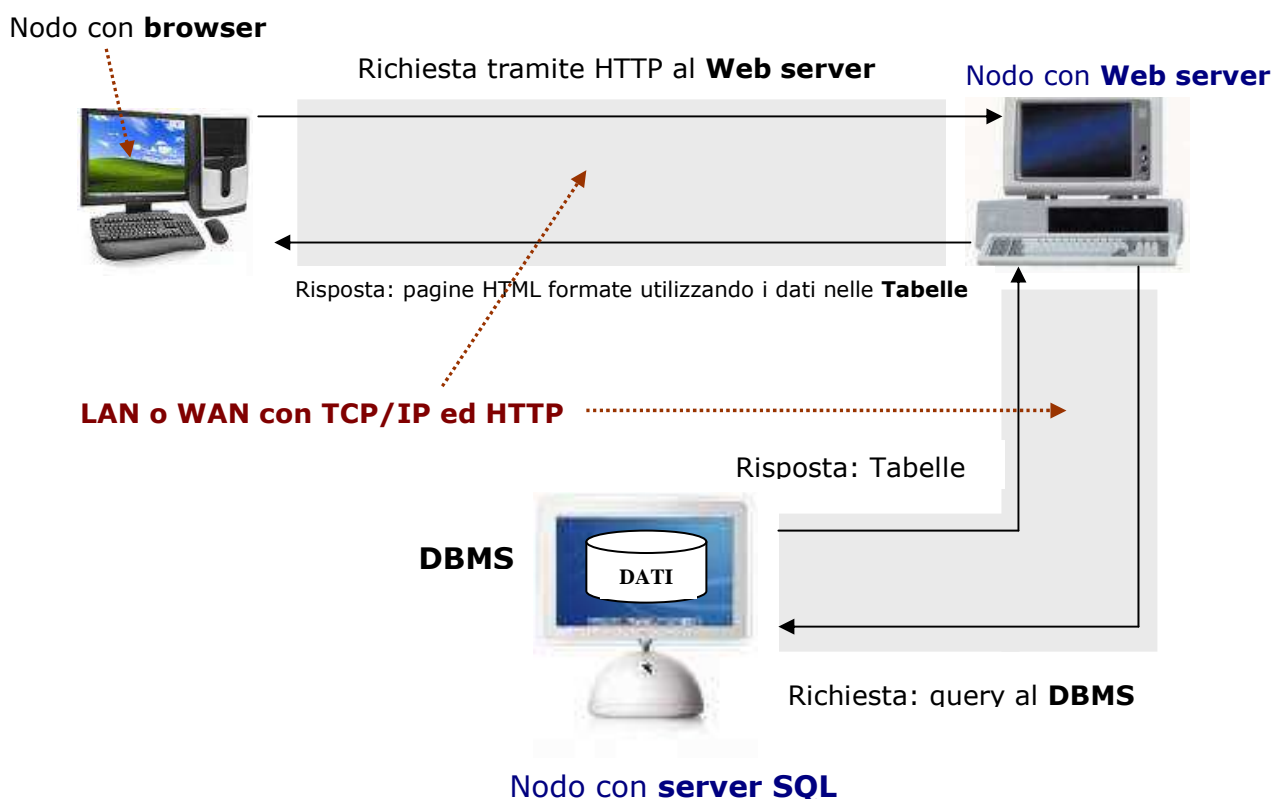 Nodo con browser
Richiesta tramite HTTP al Web server
Nodo con Web server
Risposta: pagine HTML formate utilizzando i dati nelle Tabelle
LAN o WAN con TCP/IP ed HTTP
Risposta: Tabelle
DBMS
DATI
Richiesta: query al DBMS
Nodo con server SQL